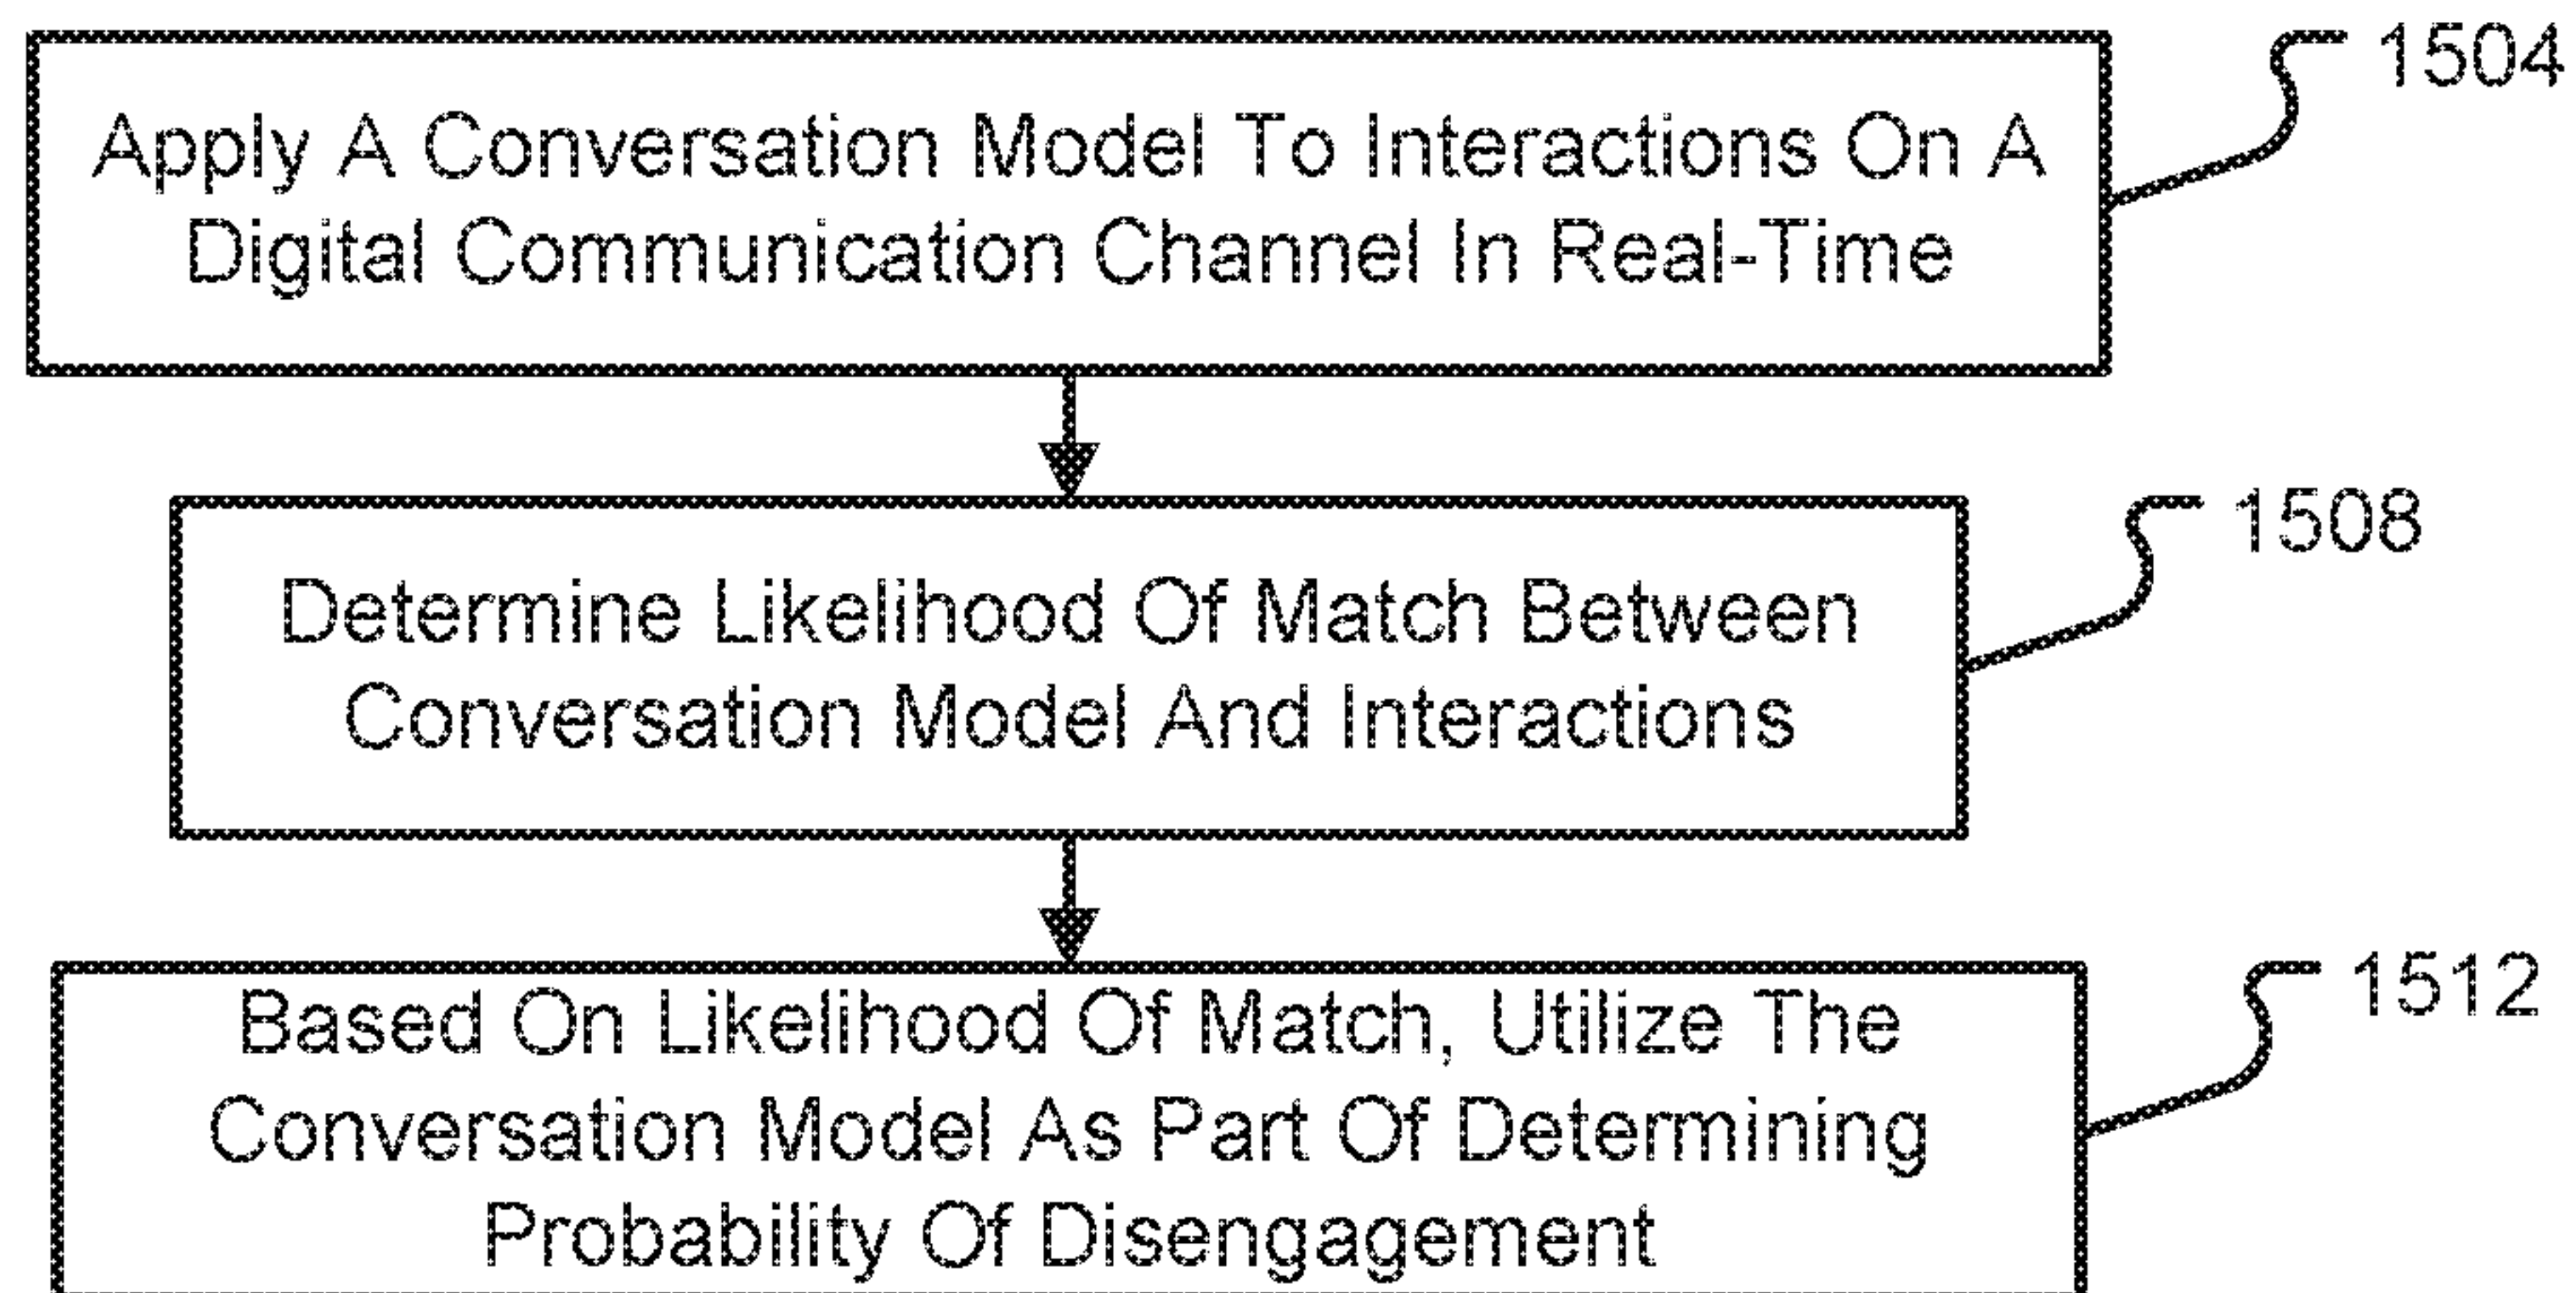 1504
Apply A Conversation Model To Interactions On A
Digital Communication Channel In Real-Time
1508
Determine Likelihood Of Match Between
Conversation Model And Interactions
1512
Based On Likelihood Of Match, Utilize The
Conversation Model As Part Of Determining
Probability Of Disengagement